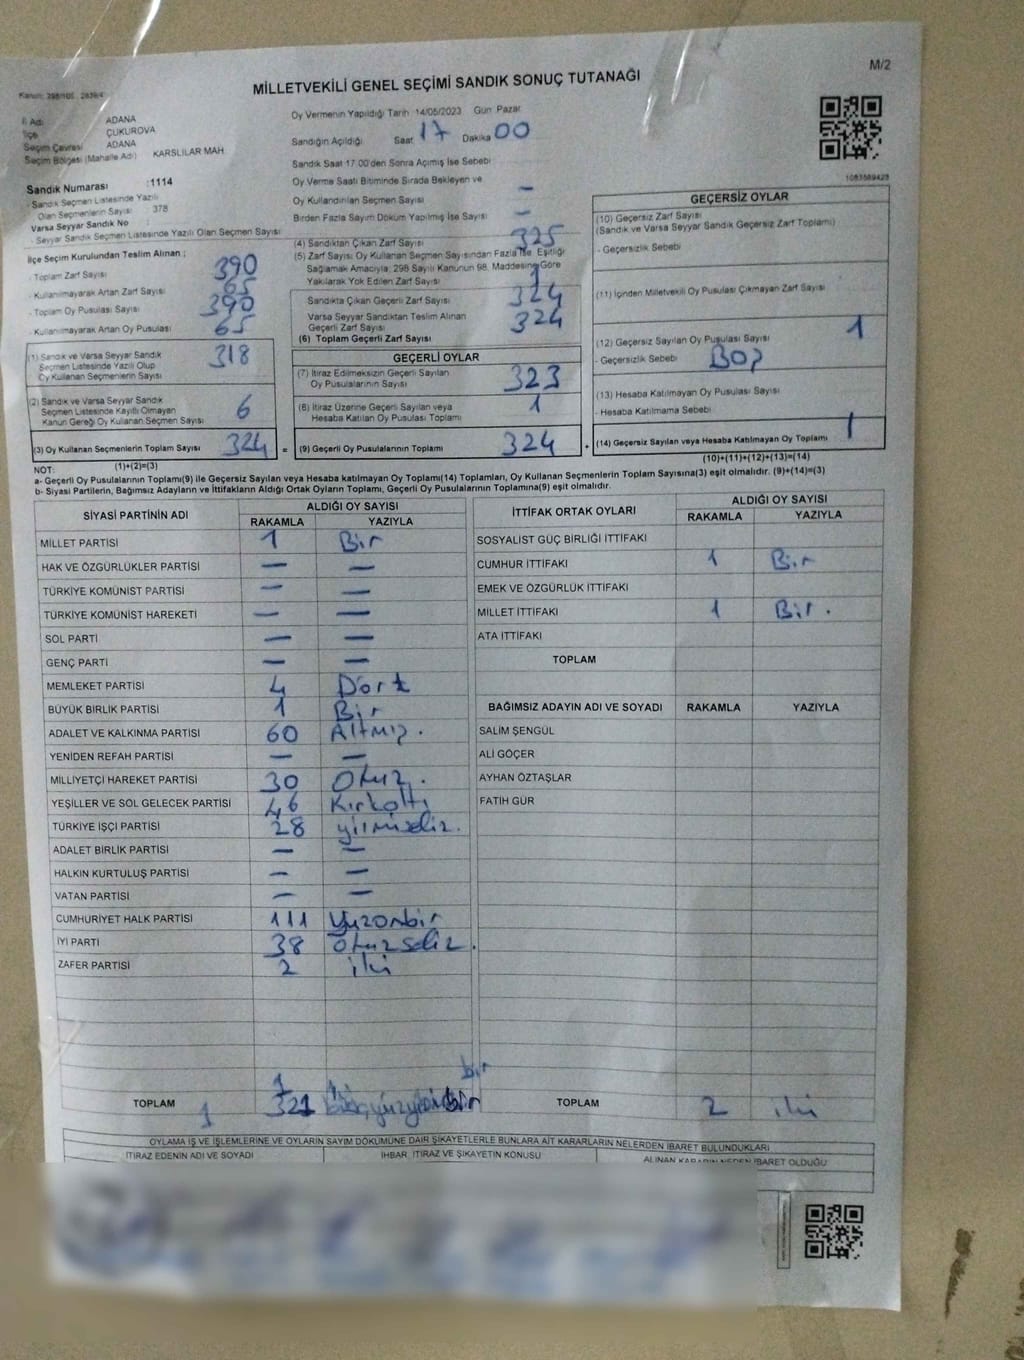 M/2
MİLLETVEKİLİ GENEL SEÇİMİ SANDIK SONUÇ TUTANAĞI
Kanun: 298/105, 2839/4
İl Adı ADANA
İlçe ÇUKUROVA
Seçim Çevresi ADANA
Seçim Bölgesi (Mahalle Adı) KARSLILAR MAH.
Sandık Numarası :1114
- Sandık Seçmen Listesinde Yazılı
Olan Seçmenlerin Sayısı : 378
Varsa Seyyar Sandık No
- Seyyar Sandık Seçmen Listesinde Yazılı Olan Seçmen Sayısı
İlçe Seçim Kurulundan Teslim Alınan ;
- Toplam Zarf Sayısı 390
- Kullanılmayarak Artan Zarf Sayısı 65
- Toplam Oy Pusulası Sayısı 390
- Kullanılmayarak Artan Oy Pusulası 65
(1) Sandık ve Varsa Seyyar Sandık
Seçmen Listesinde Yazılı Olup
Oy Kullanan Seçmenlerin Sayısı 318
(2) Sandık ve Varsa Seyyar Sandık
Seçmen Listesinde Kayıtlı Olmayan
Kanun Gereği Oy Kullanan Seçmen Sayısı 6
(3) Oy Kullanan Seçmenlerin Toplam Sayısı 324 =
(1)+(2)=(3)
Oy Vermenin Yapıldığı Tarih 14/05/2023 Gün Pazar
Sandığın Açıldığı Saat 17 Dakika 00
Sandık Saat 17:00'den Sonra Açımış İse Sebebi
Oy Verme Saati Bitiminde Sırada Bekleyen ve
Oy Kullandırılan Seçmen Sayısı –
Birden Fazla Sayım Döküm Yapılmış İse Sayısı –
(4) Sandıktan Çıkan Zarf Sayısı 325
(5) Zarf Sayısı Oy Kullanan Seçmen Sayısından Fazla İse, Eşitliği
Sağlamak Amacıyla; 298 Sayılı Kanunun 98. Maddesine Göre
Yakılarak Yok Edilen Zarf Sayısı 1
Sandıkta Çıkan Geçerli Zarf Sayısı 324
Varsa Seyyar Sandıktan Teslim Alınan
Geçerli Zarf Sayısı 324
(6) Toplam Geçerli Zarf Sayısı
GEÇERLİ OYLAR
(7) İtiraz Edilmeksizin Geçerli Sayılan
Oy Pusulalarının Sayısı 323
(8) İtiraz Üzerine Geçerli Sayılan veya
Hesaba Katılan Oy Pusulası Toplamı 1
(9) Geçerli Oy Pusulalarının Toplamı 324 +
1083589428
GEÇERSİZ OYLAR
(10) Geçersiz Zarf Sayısı
(Sandık ve Varsa Seyyar Sandık Geçersiz Zarf Toplamı)
- Geçersizlik Sebebi
(11) İçinden Milletvekili Oy Pusulası Çıkmayan Zarf Sayısı
(12) Geçersiz Sayılan Oy Pusulası Sayısı 1
- Geçersizlik Sebebi BOŞ
(13) Hesaba Katılmayan Oy Pusulası Sayısı
- Hesaba Katılmama Sebebi
(14) Geçersiz Sayılan veya Hesaba Katılmayan Oy Toplamı 1
(10)+(11)+(12)+(13)=(14)
NOT:
a- Geçerli Oy Pusulalarının Toplamı(9) ile Geçersiz Sayılan veya Hesaba katılmayan Oy Toplamı(14) Toplamları, Oy Kullanan Seçmenlerin Toplam Sayısına(3) eşit olmalıdır. (9)+(14)=(3)
b- Siyasi Partilerin, Bağımsız Adayların ve İttifakların Aldığı Ortak Oyların Toplamı, Geçerli Oy Pusulalarının Toplamına(9) eşit olmalıdır.
SİYASİ PARTİNİN ADI ALDIĞI OY SAYISI
RAKAMLA YAZIYLA
MİLLET PARTİSİ 1 Bir
HAK VE ÖZGÜRLÜKLER PARTİSİ – –
TÜRKİYE KOMÜNİST PARTİSİ – –
TÜRKİYE KOMÜNİST HAREKETİ – –
SOL PARTİ – –
GENÇ PARTİ – –
MEMLEKET PARTİSİ 4 Dört
BÜYÜK BİRLİK PARTİSİ 1 Bir
ADALET VE KALKINMA PARTİSİ 60 Altmış.
YENİDEN REFAH PARTİSİ – –
MİLLİYETÇİ HAREKET PARTİSİ 30 Otuz.
YEŞİLLER VE SOL GELECEK PARTİSİ 46 Kırkaltı
TÜRKİYE İŞÇİ PARTİSİ 28 yirmisekiz.
ADALET BİRLİK PARTİSİ – –
HALKIN KURTULUŞ PARTİSİ – –
VATAN PARTİSİ – –
CUMHURİYET HALK PARTİSİ 111 Yüzonbir
İYİ PARTİ 38 otuzsekiz.
ZAFER PARTİSİ 2 iki
TOPLAM 1 321 bir
İTTİFAK ORTAK OYLARI ALDIĞI OY SAYISI
RAKAMLA YAZIYLA
SOSYALİST GÜÇ BİRLİĞİ İTTİFAKI
CUMHUR İTTİFAKI 1 Bir
EMEK VE ÖZGÜRLÜK İTTİFAKI
MİLLET İTTİFAKI 1 Bir.
ATA İTTİFAKI
TOPLAM
BAĞIMSIZ ADAYIN ADI VE SOYADI RAKAMLA YAZIYLA
SALİM ŞENGÜL
ALİ GÖÇER
AYHAN ÖZTAŞLAR
FATİH GÜR
TOPLAM 2 iki
OYLAMA İŞ VE İŞLEMLERİNE VE OYLARIN SAYIM DÖKÜMÜNE DAİR ŞİKAYETLERLE BUNLARA AİT KARARLARIN NELERDEN İBARET BULUNDUKLARI
İTİRAZ EDENİN ADI VE SOYADI İHBAR, İTİRAZ VE ŞİKAYETİN KONUSU ALINAN KARARIN NEDEN İBARET OLDUĞU